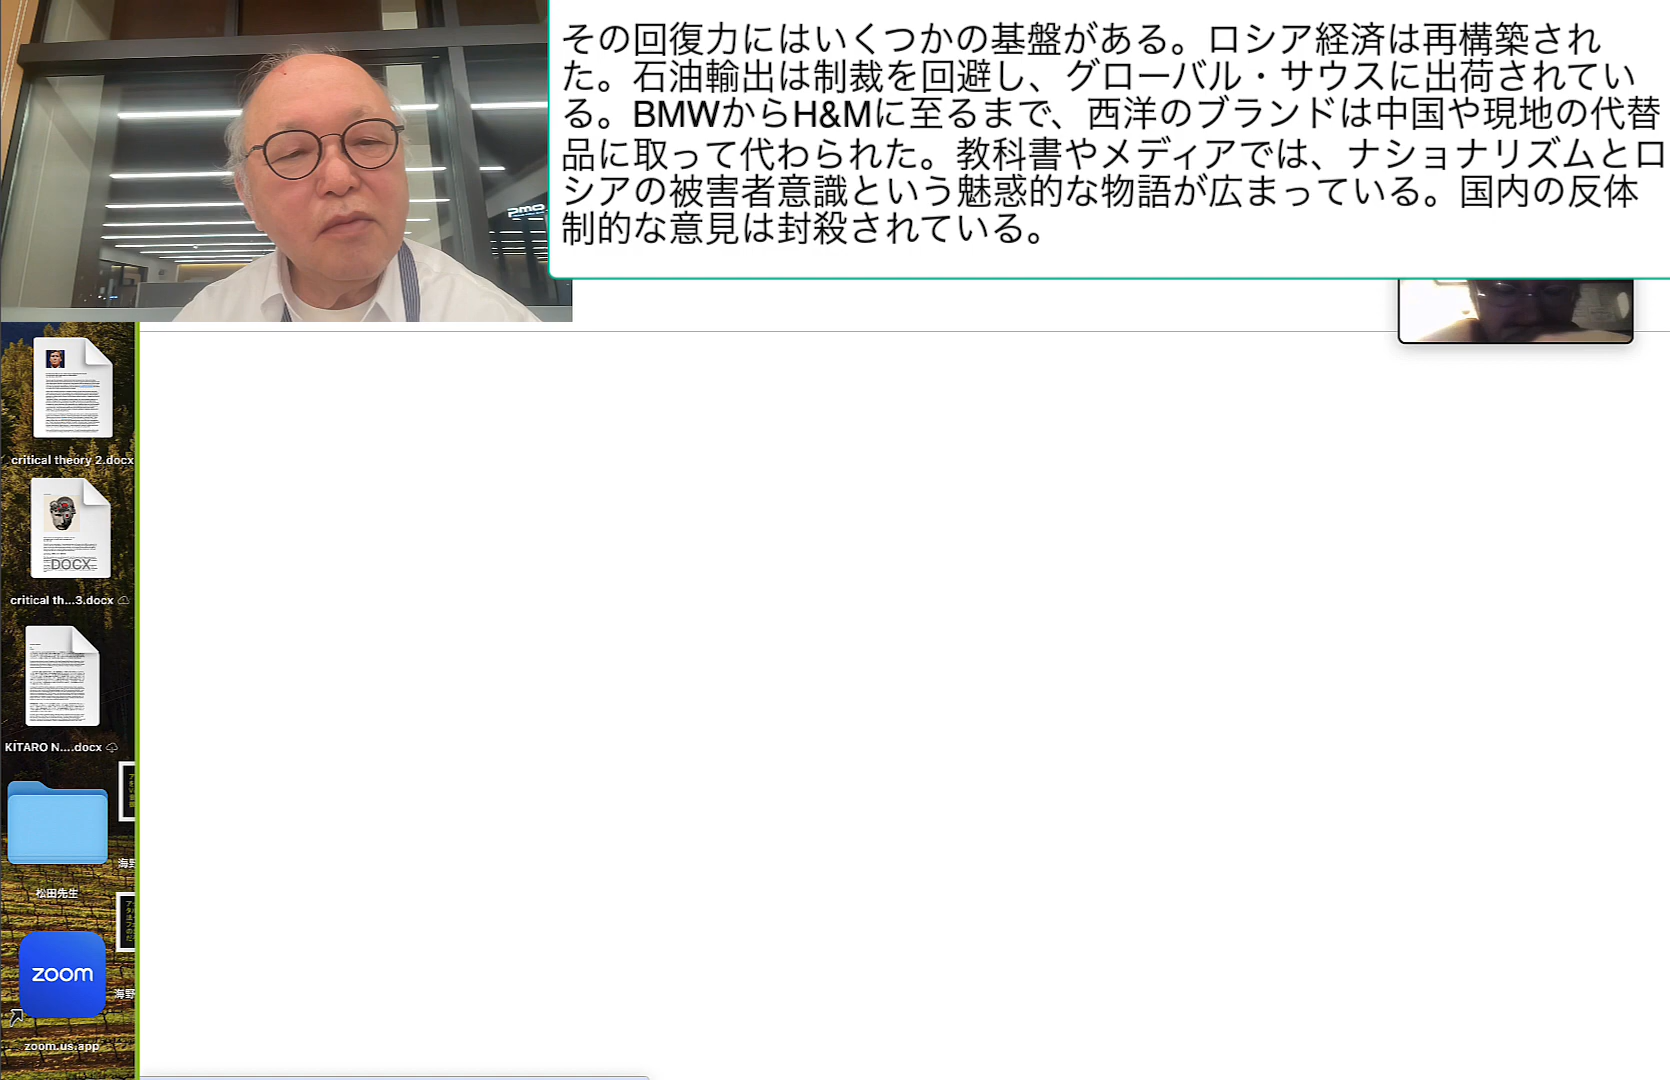 その回復力にはいくつかの基盤がある。ロシア経済は再構築され
た。石油輸出は制裁を回避し、グローバル・サウスに出荷されてい
る。BMWからH&Mに至るまで、西洋のブランドは中国や現地の代替
品に取って代わられた。教科書やメディアでは、ナショナリズムとロ
シアの被害者意識という魅惑的な物語が広まっている。国内の反体
制的な意見は封殺されている。
pmo
critical theory 2.docx
DOCX
critical th...3.docx
KITARO N....docx
海野
松田先生
zoom
海野
zoom.us.app